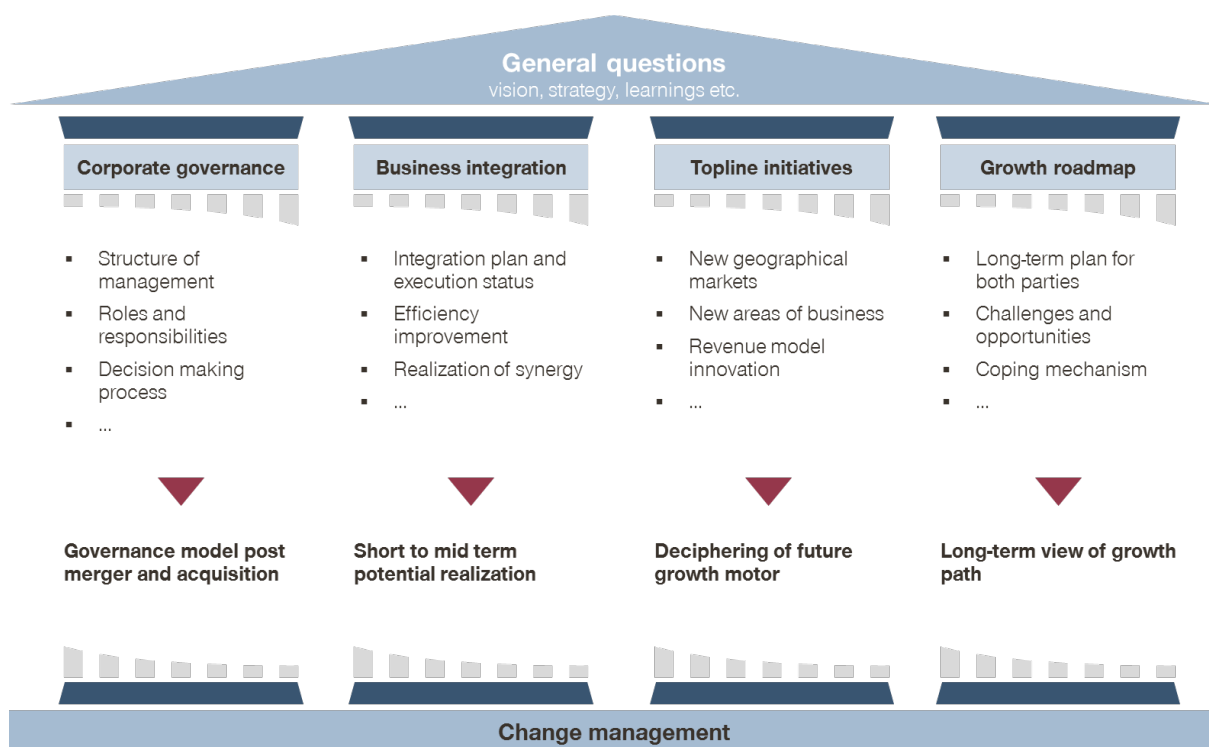 General questions
vision, strategy, learnings etc.
Corporate governance
Business integration
Topline initiatives
Growth roadmap
▪ Structure of
management
▪ Roles and
responsibilities
▪ Decision making
process
▪ ...
▪ Integration plan and
execution status
▪ Efficiency
improvement
▪ Realization of synergy
▪ ...
▪ New geographical
markets
▪ New areas of business
▪ Revenue model
innovation
▪ ...
▪ Long-term plan for
both parties
▪ Challenges and
opportunities
▪ Coping mechanism
▪ ...
Governance model post
merger and acquisition
Short to mid term
potential realization
Deciphering of future
growth motor
Long-term view of growth
path
Change management